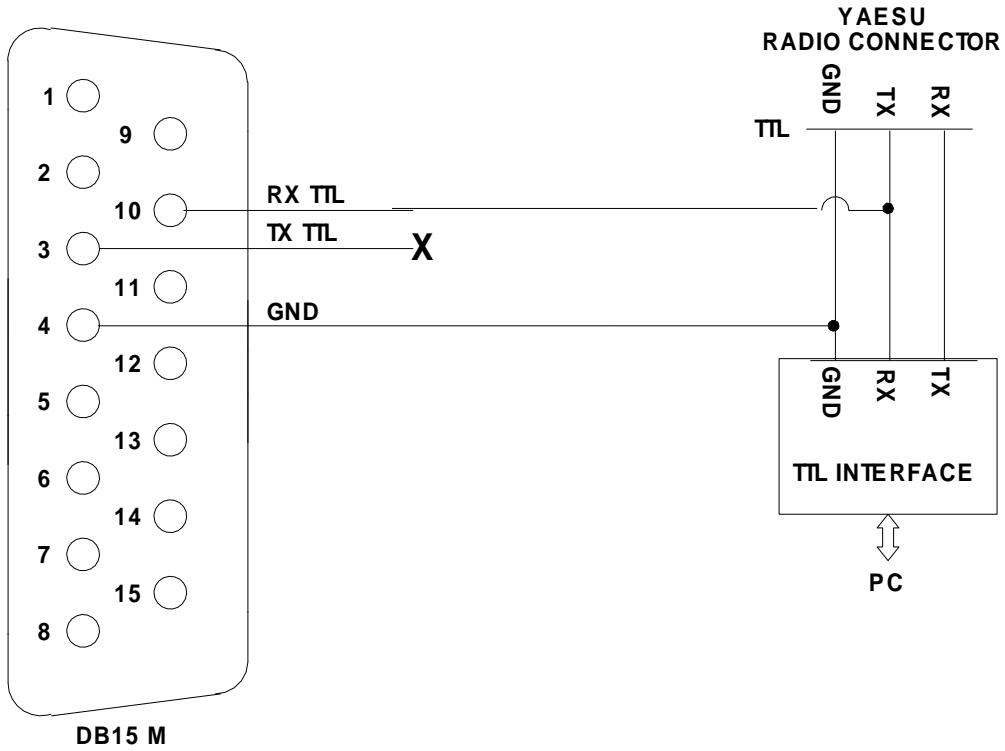 YAESU
RADIO CONNECTOR
GND TX RX
TTL
1
9
2
10 RX TTL
3 TX TTL X
11
4 GND
12
5
13
6
14
7
15
8
GND RX TX
TTL INTERFACE
PC
DB15 M